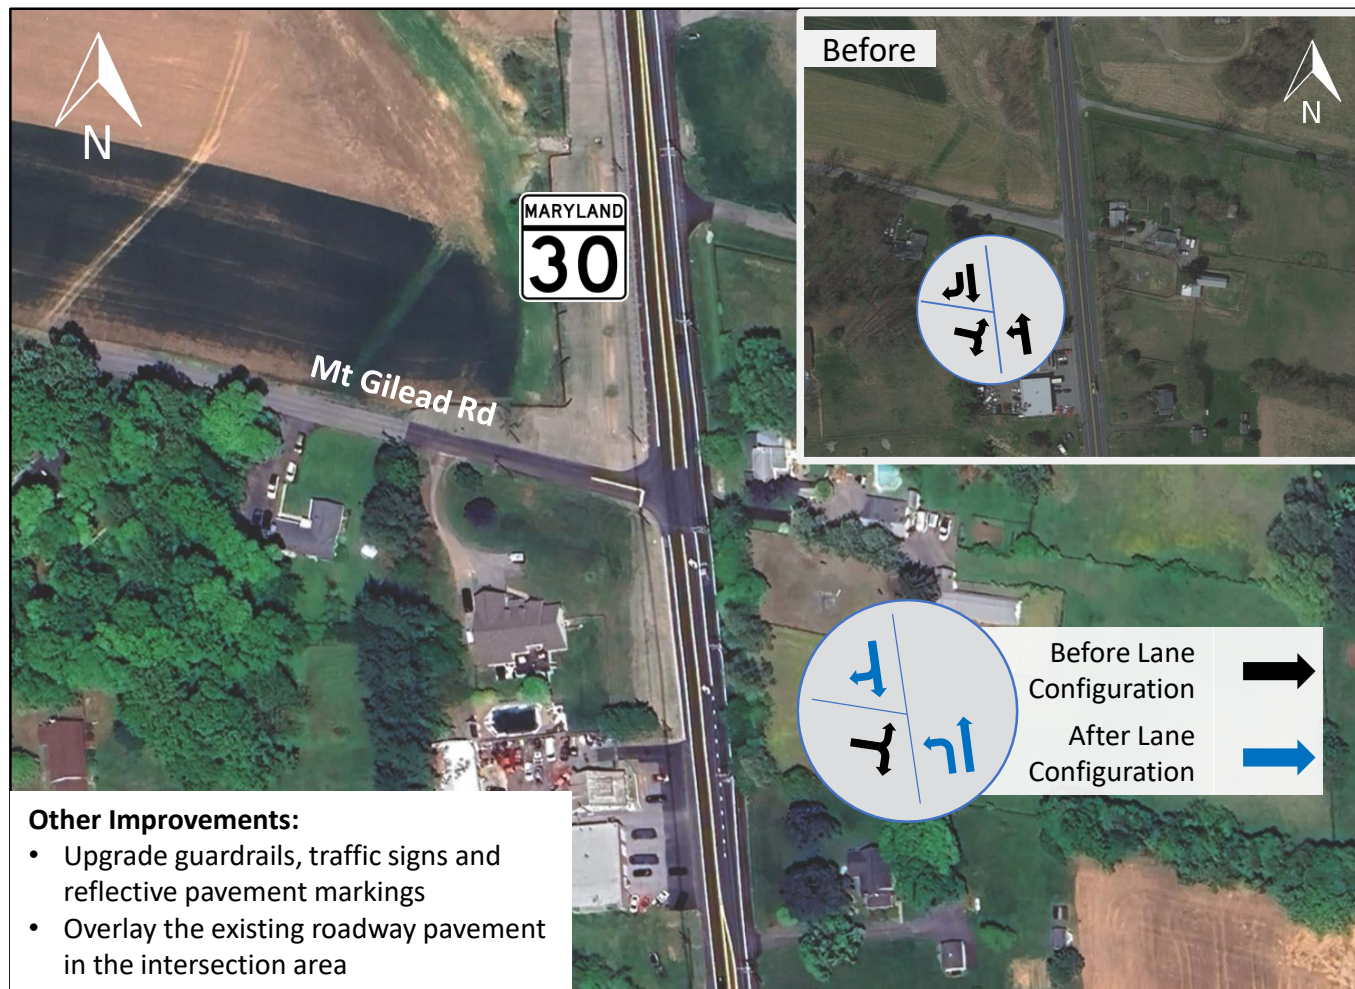 N
Before
N
MARYLAND
30
Mt Gilead Rd
Before Lane
Configuration
After Lane
Configuration
Other Improvements:
• Upgrade guardrails, traffic signs and
reflective pavement markings
• Overlay the existing roadway pavement
in the intersection area